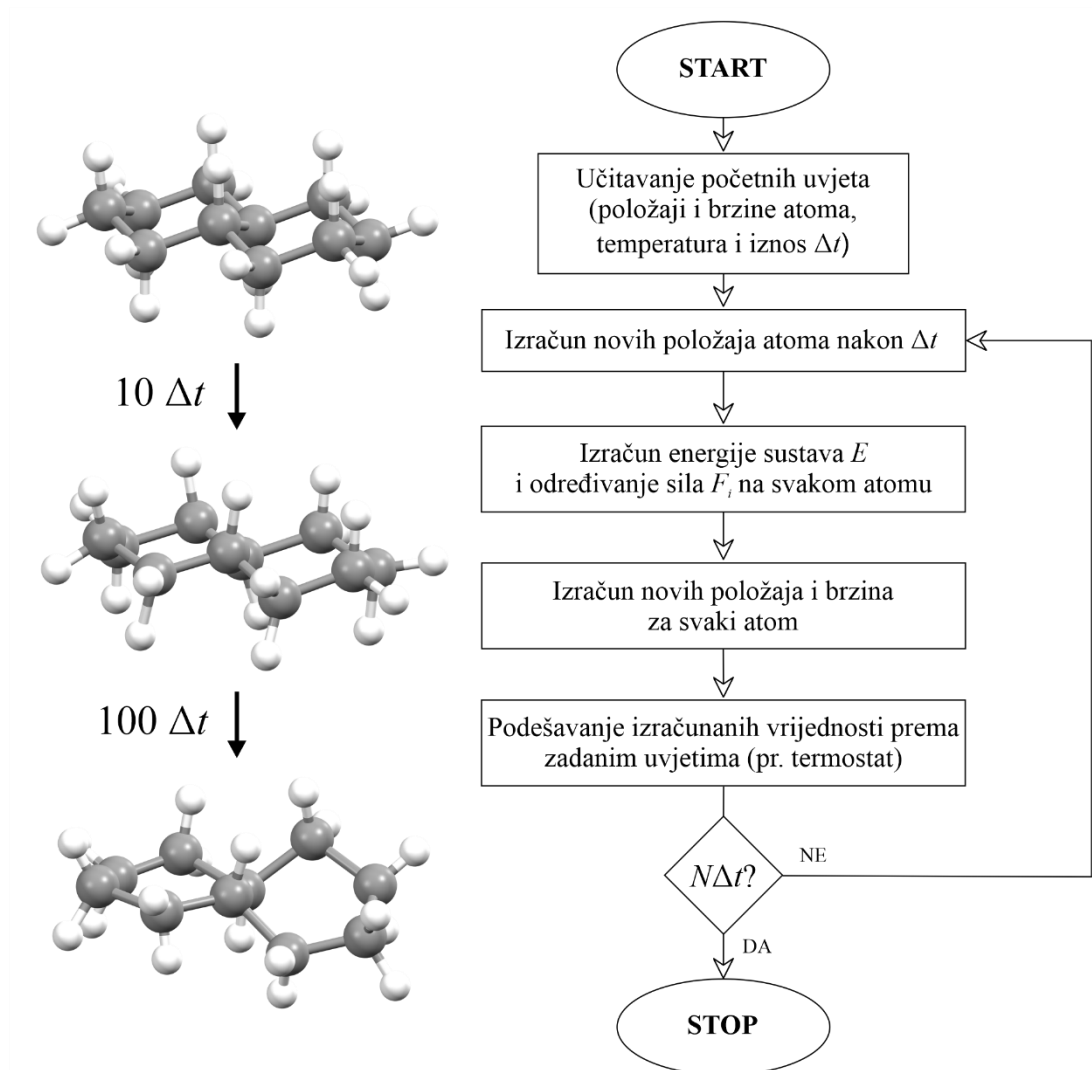 10 Δt
100 Δt
START
Učitavanje početnih uvjeta
(položaji i brzine atoma,
temperatura i iznos Δt)
Izračun novih položaja atoma nakon Δt
Izračun energije sustava E
i određivanje sila Fᵢ na svakom atomu
Izračun novih položaja i brzina
za svaki atom
Podešavanje izračunanih vrijednosti prema
zadanim uvjetima (pr. termostat)
NΔt?
NE
DA
STOP